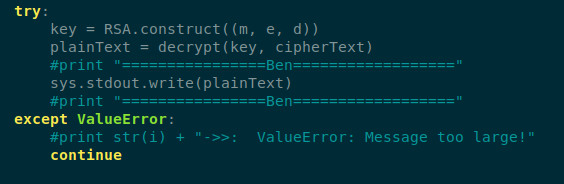 try:
    key = RSA.construct((m, e, d))
    plainText = decrypt(key, cipherText)
    #print "================Ben=================="
    sys.stdout.write(plainText)
    #print "================Ben=================="
except ValueError:
    #print str(i) + "->>:  ValueError: Message too large!"
    continue